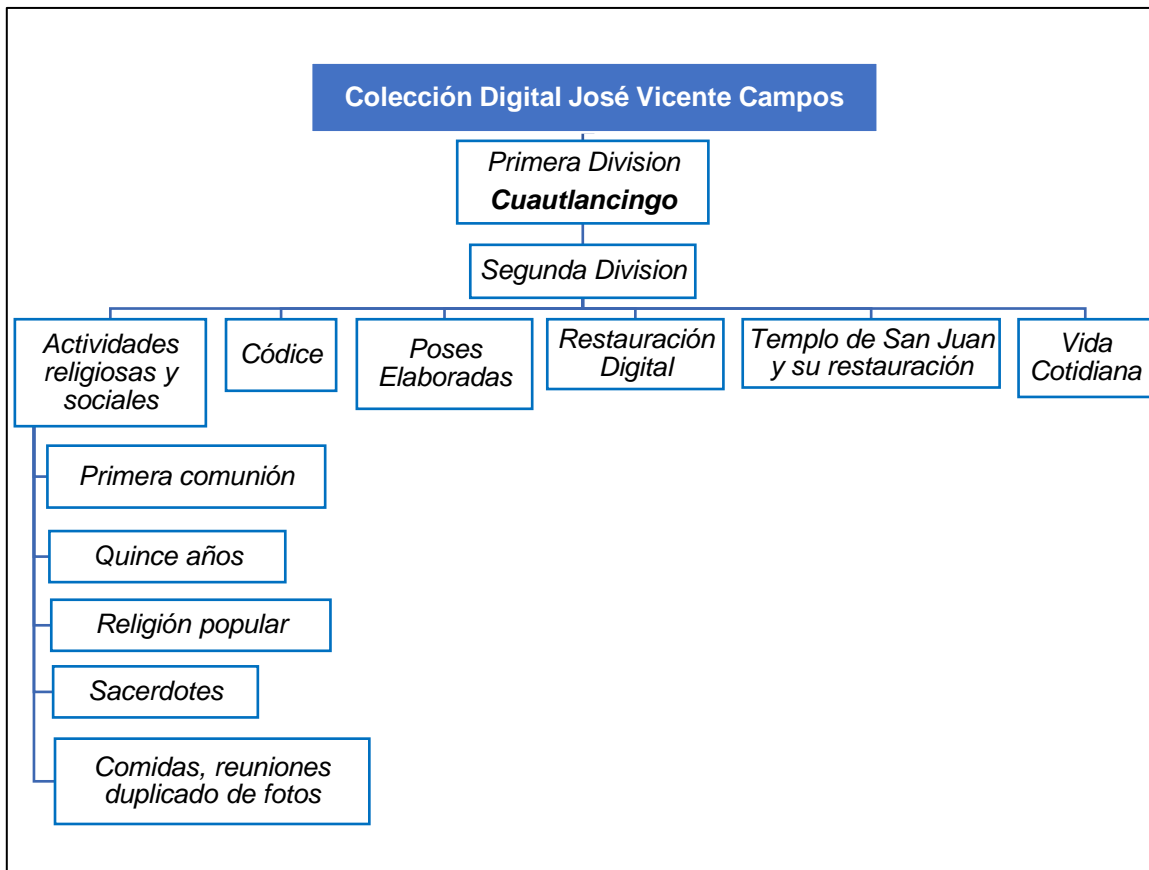 Colección Digital José Vicente Campos
Primera Division
Cuautlancingo
Segunda Division
Actividades
religiosas y
sociales
Códice
Poses
Elaboradas
Restauración
Digital
Templo de San Juan
y su restauración
Vida
Cotidiana
Primera comunión
Quince años
Religión popular
Sacerdotes
Comidas, reuniones
duplicado de fotos